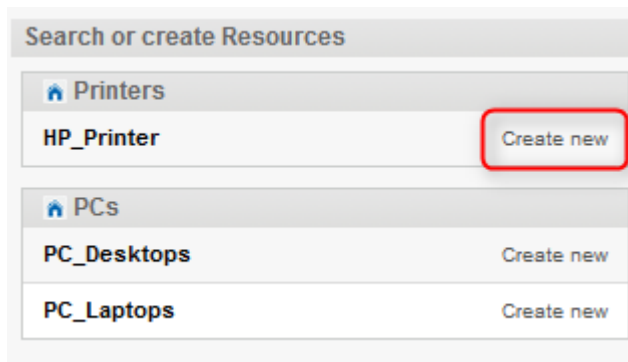 Search or create Resources
Printers
HP_Printer Create new
PCs
PC_Desktops Create new
PC_Laptops Create new